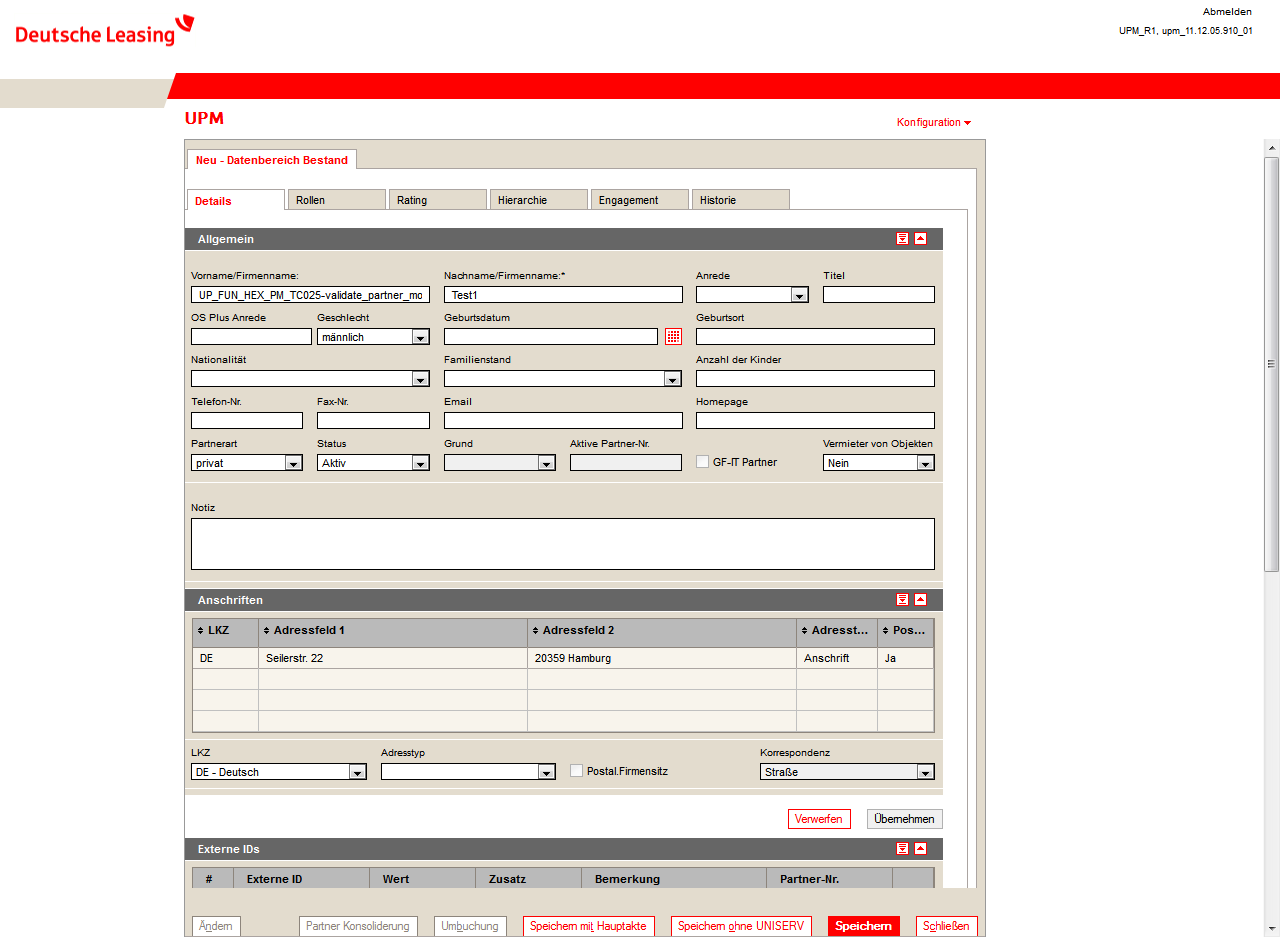 Deutsche Leasing
Abmelden
UPM_R1, upm_11.12.05.910_01
UPM
Konfiguration
Neu - Datenbereich Bestand
Details Rollen Rating Hierarchie Engagement Historie
Allgemein
Vorname/Firmenname: Nachname/Firmenname:* Anrede Titel
UP_FUN_HEX_PM_TC025-validate_partner_mo Test1
OS Plus Anrede Geschlecht Geburtsdatum Geburtsort
männlich
Nationalität Familienstand Anzahl der Kinder
Telefon-Nr. Fax-Nr. Email Homepage
Partnerart Status Grund Aktive Partner-Nr. Vermieter von Objekten
privat Aktiv GF-IT Partner Nein
Notiz
Anschriften
LKZ Adressfeld 1 Adressfeld 2 Adresst... Pos...
DE Seilerstr. 22 20359 Hamburg Anschrift Ja
LKZ Adresstyp Korrespondenz
DE - Deutsch Postal.Firmensitz Straße
Verwerfen Übernehmen
Externe IDs
# Externe ID Wert Zusatz Bemerkung Partner-Nr.
Ändern Partner Konsolidierung Umbuchung Speichern mit Hauptakte Speichern ohne UNISERV Speichern Schließen